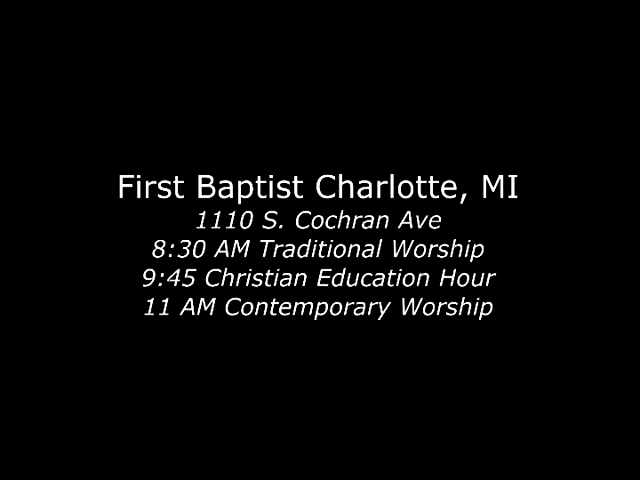 First Baptist Charlotte, MI
1110 S. Cochran Ave
8:30 AM Traditional Worship
9:45 Christian Education Hour
11 AM Contemporary Worship